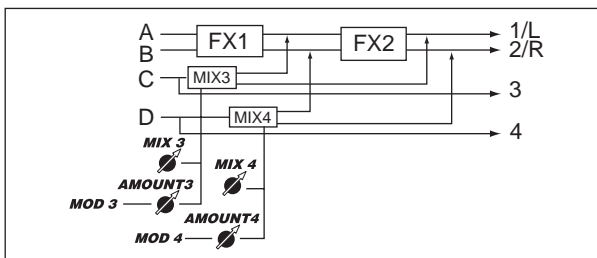 A FX1 FX2 1/L
B 2/R
C MIX3 3
D MIX4 4
MIX 3
MIX 4
AMOUNT3
MOD 3
AMOUNT4
MOD 4